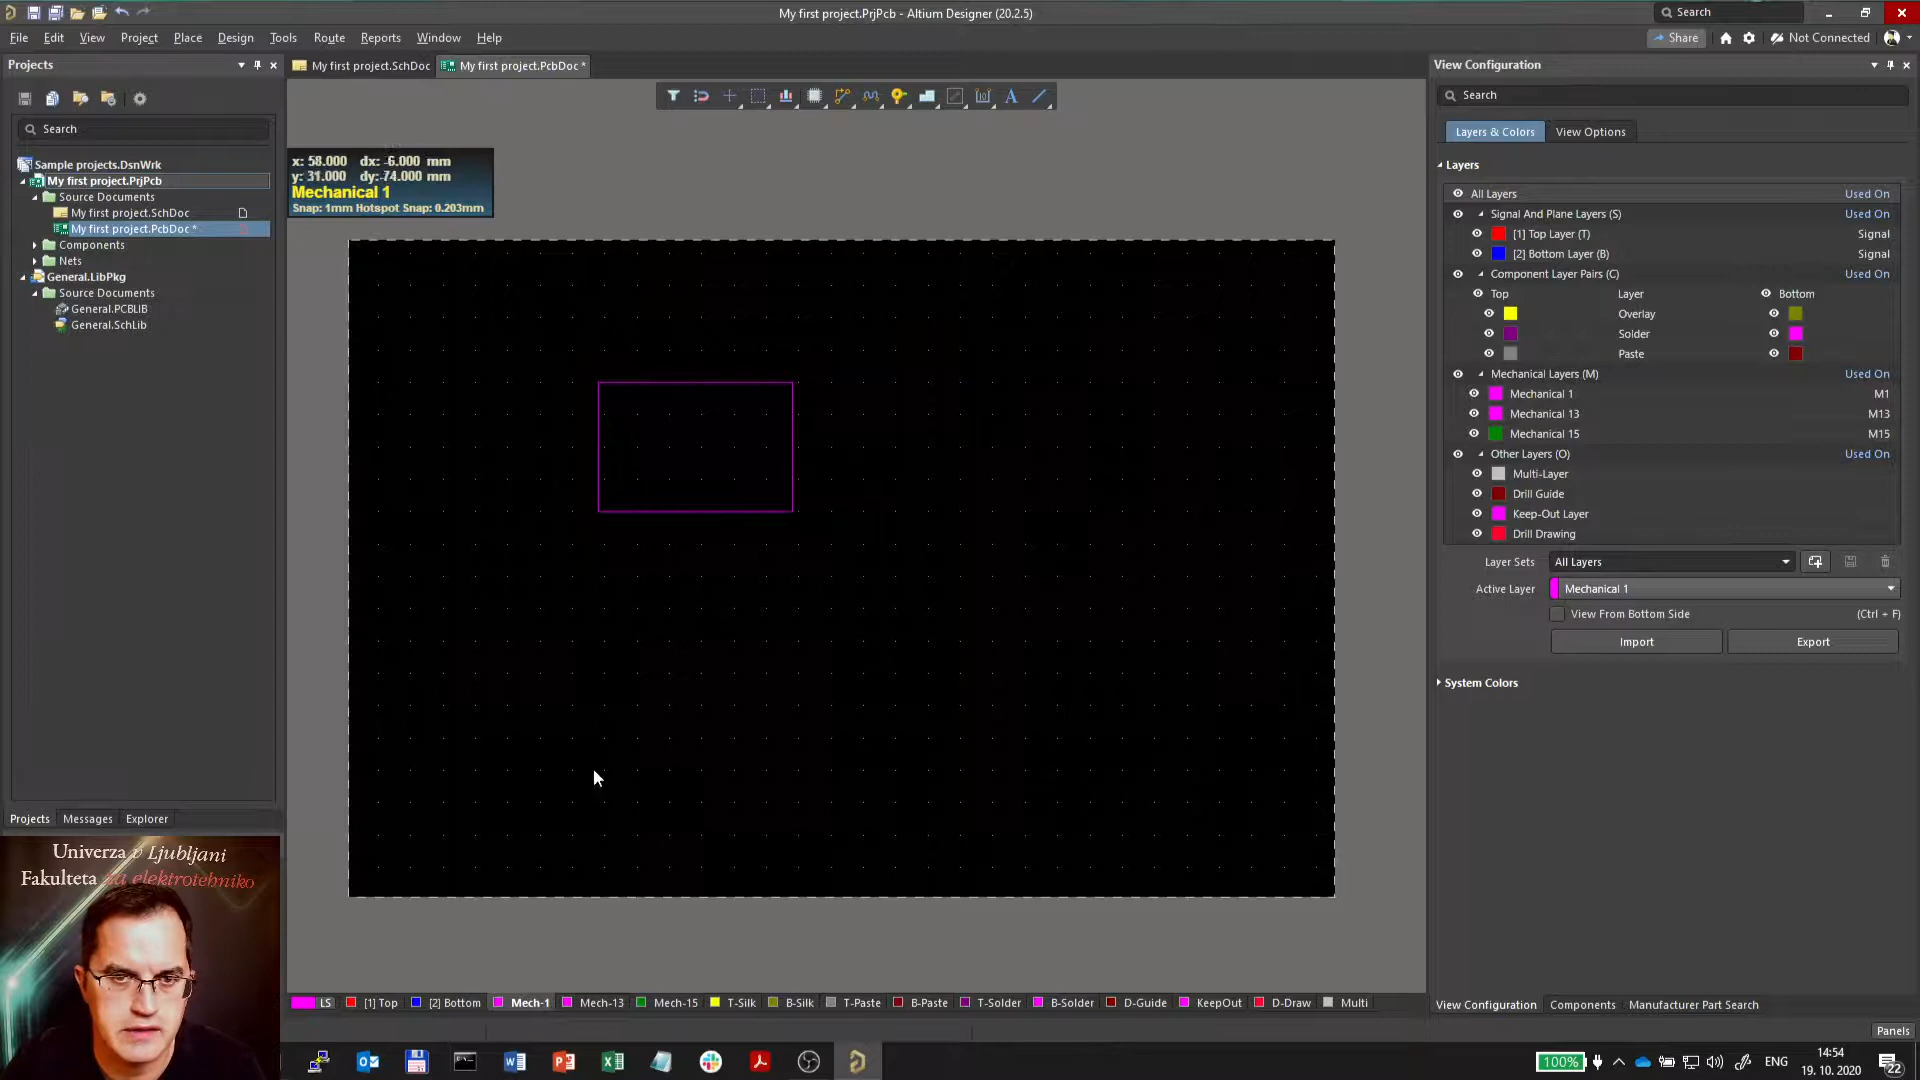 My first project.PrjPcb - Altium Designer (20.2.5)
Search
File Edit View Project Place Design Tools Route Reports Window Help
Share
Not Connected
Projects
My first project.SchDoc
My first project.PcbDoc *
View Configuration
Search
Search
Layers & Colors
View Options
x: 58.000 dx: -6.000 mm
y: 31.000 dy:-74.000 mm
Mechanical 1
Snap: 1mm Hotspot Snap: 0.203mm
Sample projects.DsnWrk
My first project.PrjPcb
Source Documents
My first project.SchDoc
My first project.PcbDoc *
Components
Nets
General.LibPkg
Source Documents
General.PCBLIB
General.SchLib
Layers
All Layers Used On
Signal And Plane Layers (S) Used On
[1] Top Layer (T) Signal
[2] Bottom Layer (B) Signal
Component Layer Pairs (C) Used On
Top Layer Bottom
Overlay
Solder
Paste
Mechanical Layers (M) Used On
Mechanical 1 M1
Mechanical 13 M13
Mechanical 15 M15
Other Layers (O) Used On
Multi-Layer
Drill Guide
Keep-Out Layer
Drill Drawing
Layer Sets All Layers
Active Layer Mechanical 1
View From Bottom Side (Ctrl + F)
Import Export
System Colors
Projects Messages Explorer
Univerza v Ljubljani
Fakulteta za elektrotehniko
LS [1] Top [2] Bottom Mech-1 Mech-13 Mech-15 T-Silk B-Silk T-Paste B-Paste T-Solder B-Solder D-Guide KeepOut D-Draw Multi
View Configuration Components Manufacturer Part Search
Panels
100%
ENG
14:54
19. 10. 2020
22